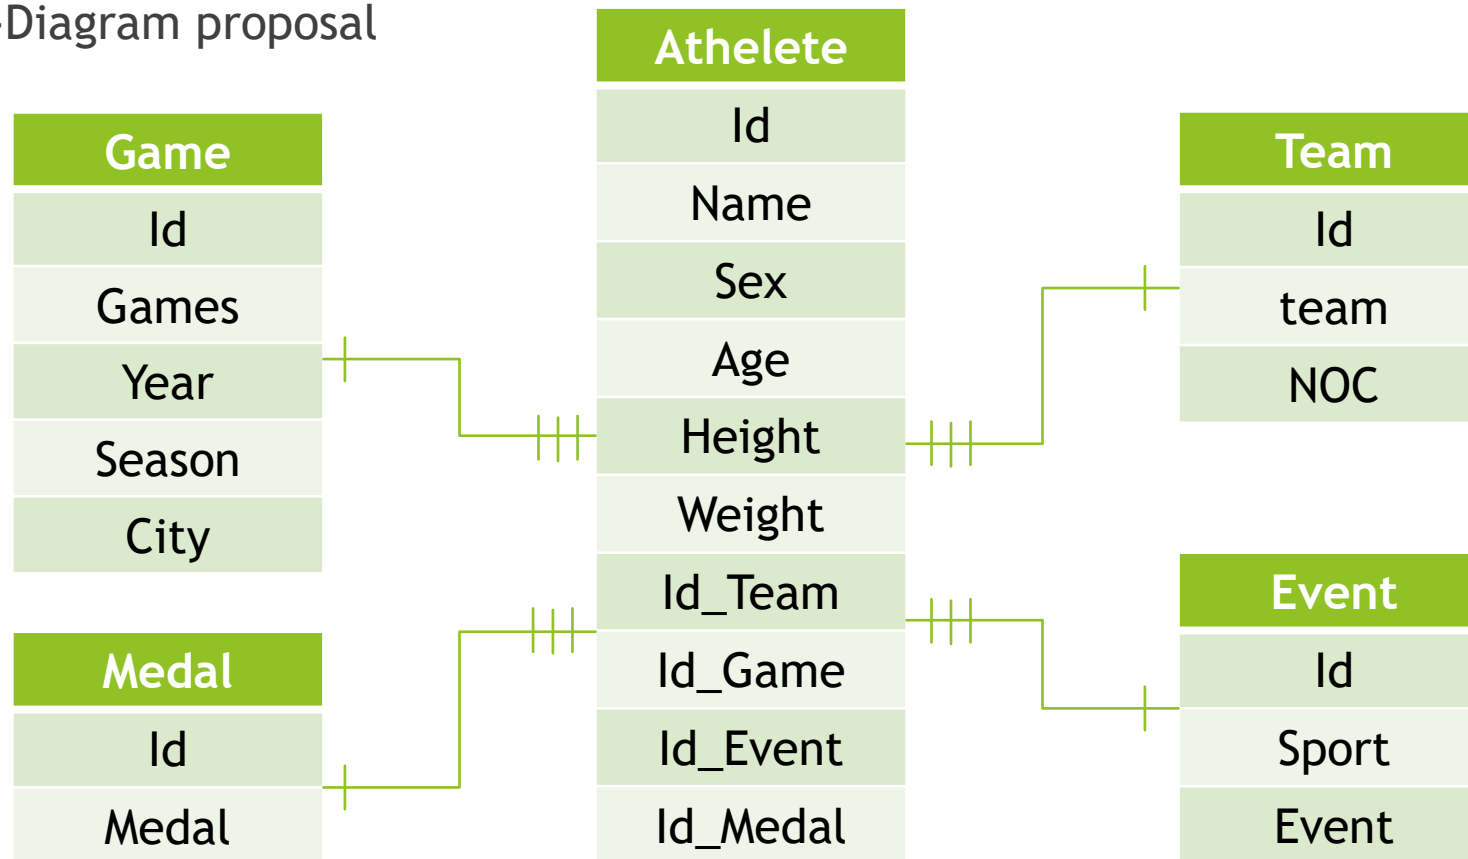 -Diagram proposal
Game
Id
Games
Year
Season
City
Medal
Id
Medal
Athelete
Id
Name
Sex
Age
Height
Weight
Id_Team
Id_Game
Id_Event
Id_Medal
Team
Id
team
NOC
Event
Id
Sport
Event